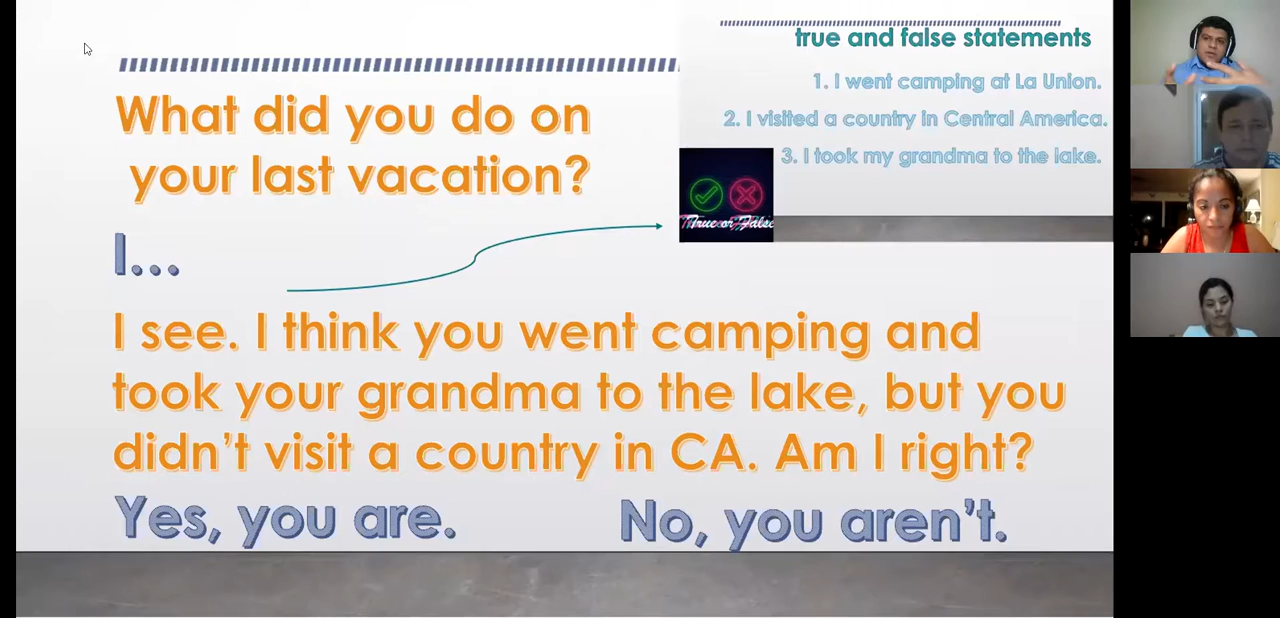 What did you do on
your last vacation?
I...
true and false statements
1. I went camping at La Union.
2. I visited a country in Central America.
3. I took my grandma to the lake.
True or False
I see. I think you went camping and
took your grandma to the lake, but you
didn't visit a country in CA. Am I right?
Yes, you are.
No, you aren't.